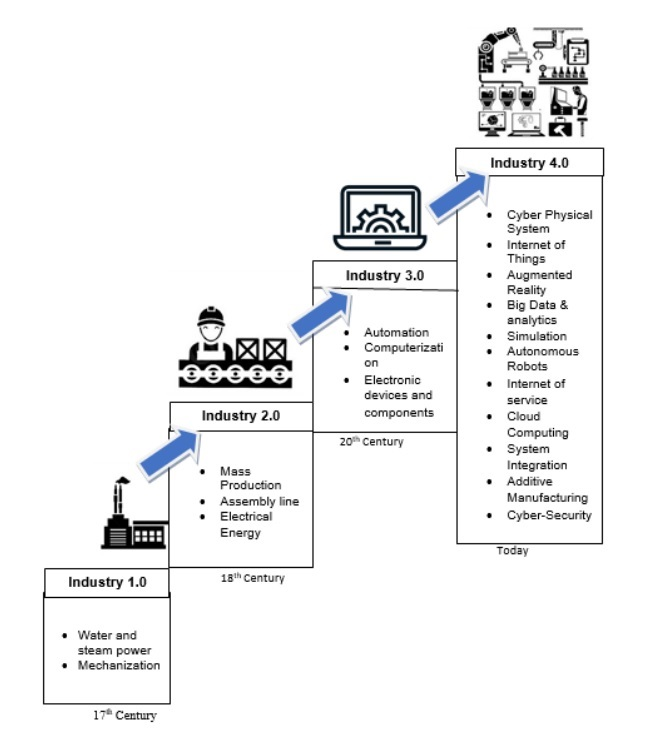 Industry 4.0
• Cyber Physical
System
• Internet of
Things
• Augmented
Reality
• Big Data &
analytics
• Simulation
• Autonomous
Robots
• Internet of
service
• Cloud
Computing
• System
Integration
• Additive
Manufacturing
• Cyber-Security
Today
Industry 3.0
• Automation
• Computerizati
on
• Electronic
devices and
components
20th Century
Industry 2.0
• Mass
Production
• Assembly line
• Electrical
Energy
18th Century
Industry 1.0
• Water and
steam power
• Mechanization
17th Century